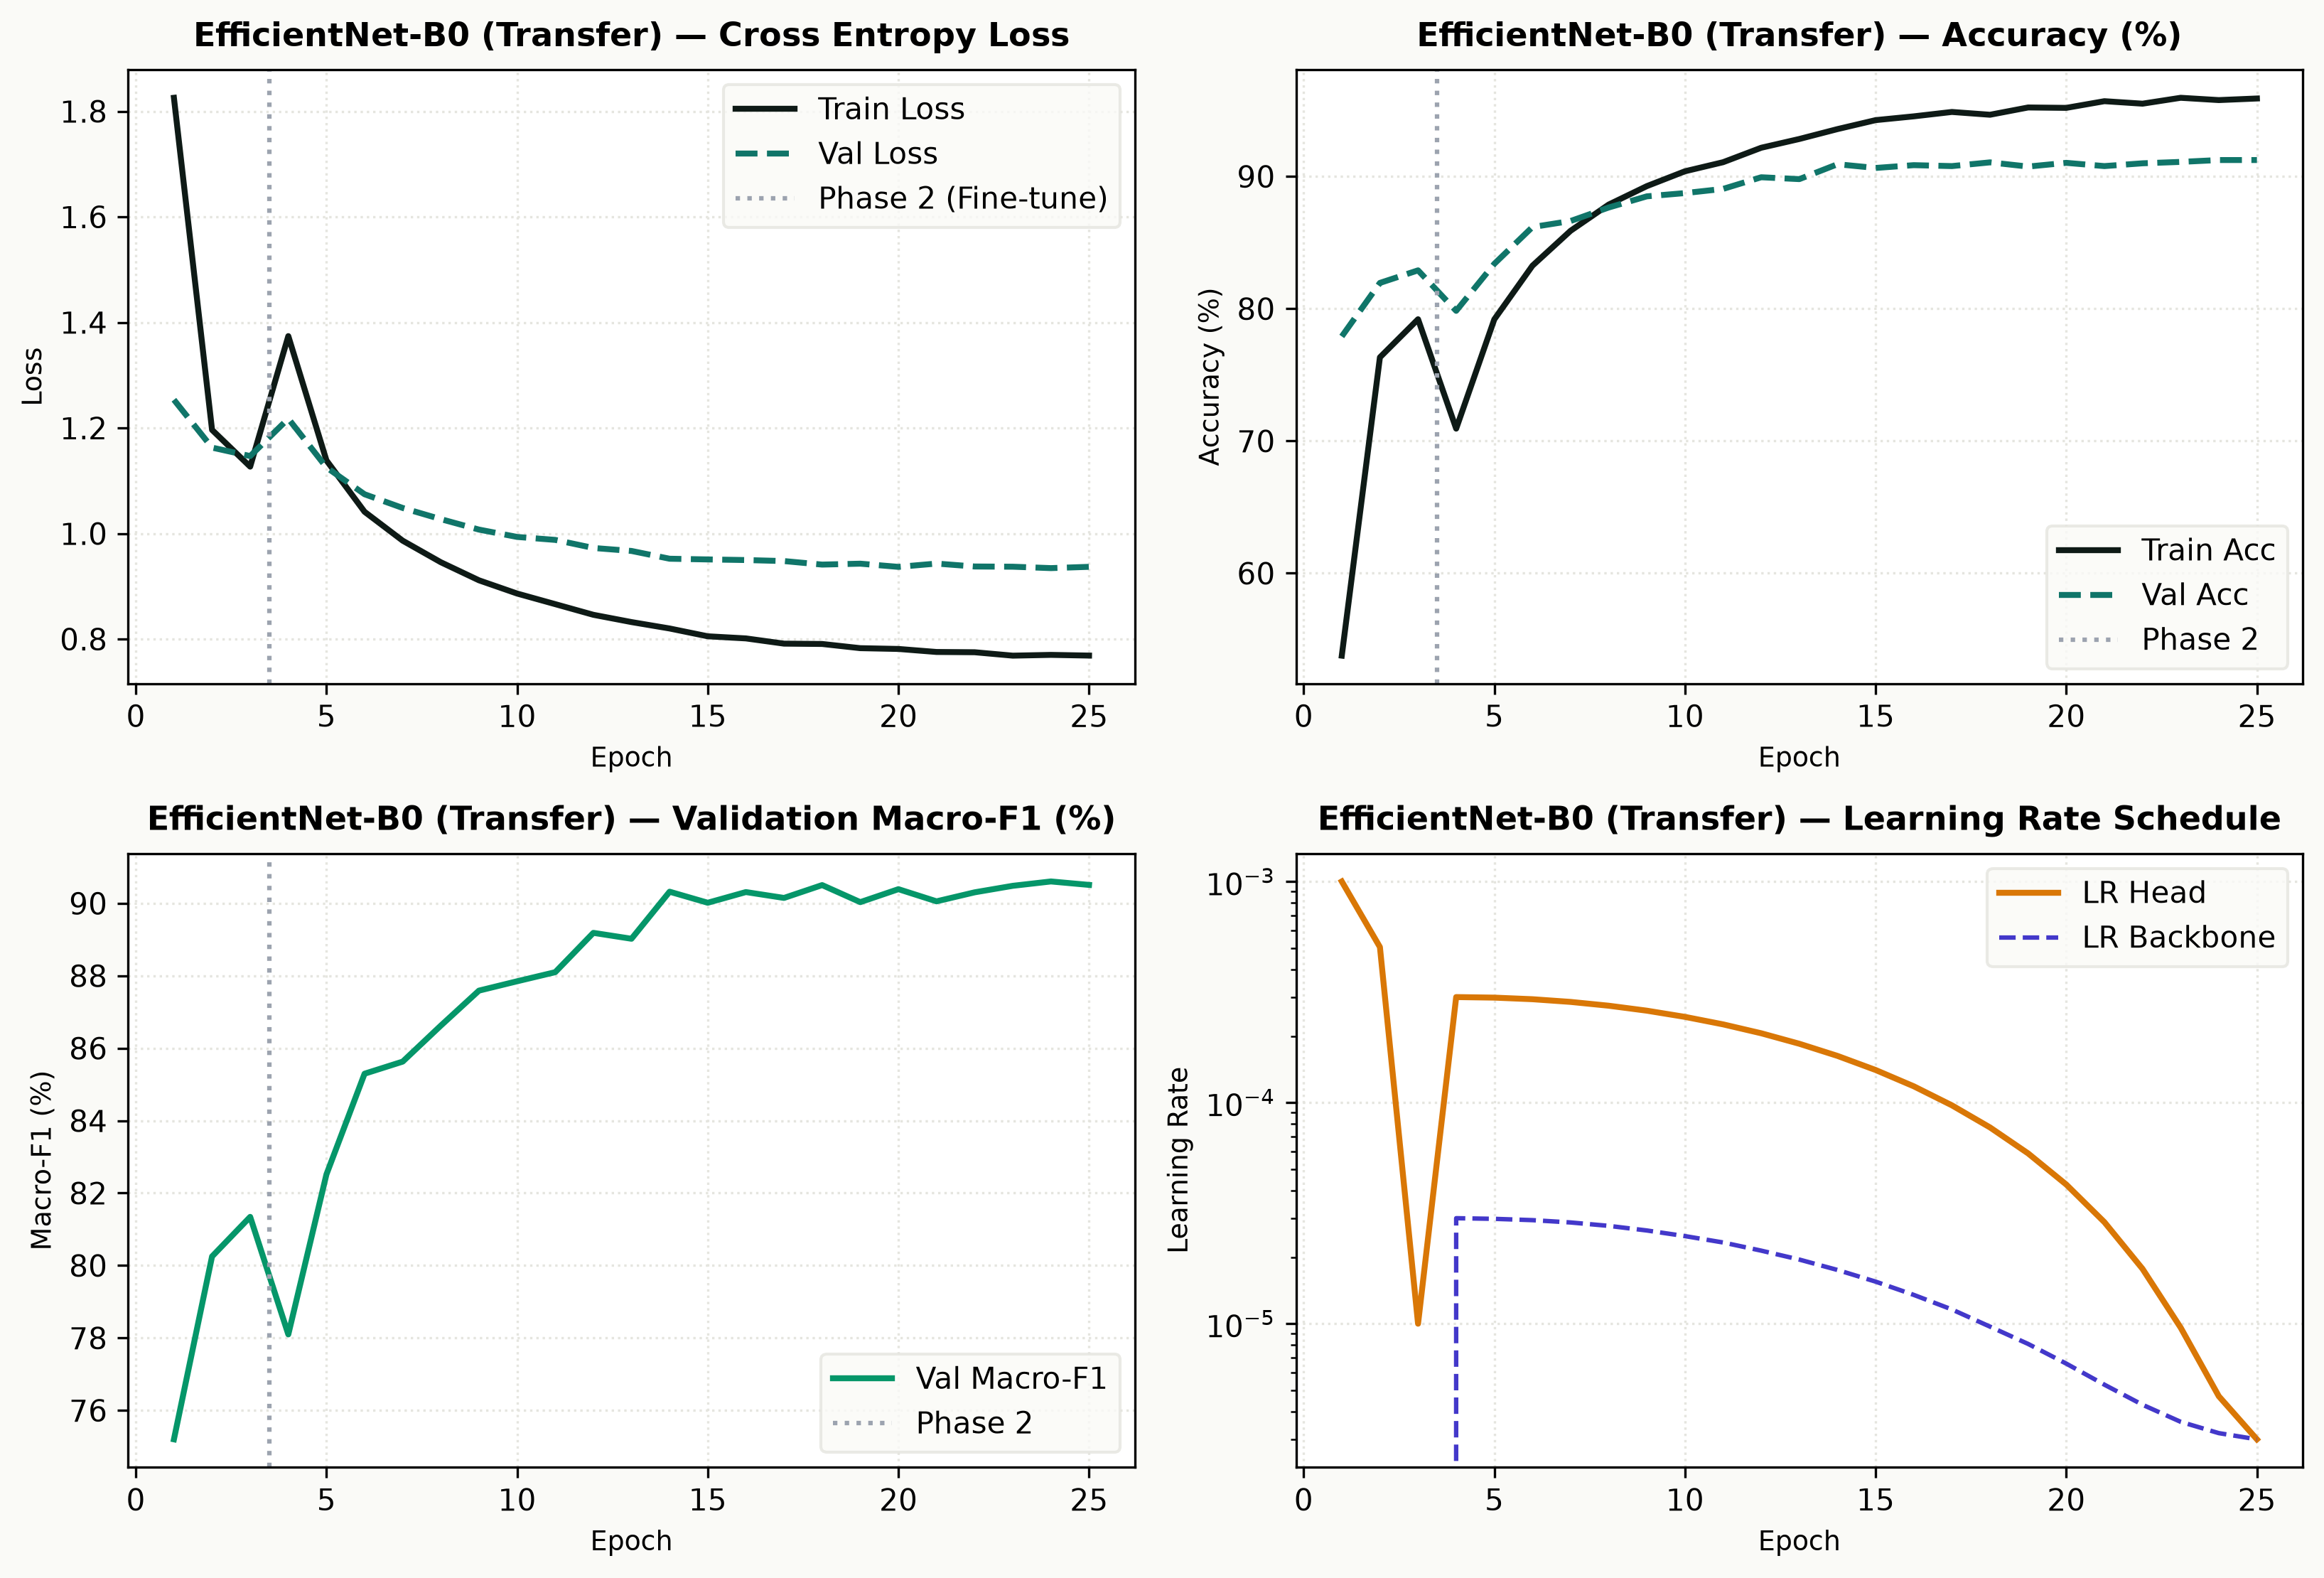 EfficientNet-B0 (Transfer) — Cross Entropy Loss
1.8
1.6
1.4
1.2
1.0
0.8
Loss
Train Loss
Val Loss
Phase 2 (Fine-tune)
0 5 10 15 20 25
Epoch
EfficientNet-B0 (Transfer) — Accuracy (%)
90
80
70
60
Accuracy (%)
Train Acc
Val Acc
Phase 2
0 5 10 15 20 25
Epoch
EfficientNet-B0 (Transfer) — Validation Macro-F1 (%)
90
88
86
84
82
80
78
76
Macro-F1 (%)
Val Macro-F1
Phase 2
0 5 10 15 20 25
Epoch
EfficientNet-B0 (Transfer) — Learning Rate Schedule
10⁻³
10⁻⁴
10⁻⁵
Learning Rate
LR Head
LR Backbone
0 5 10 15 20 25
Epoch